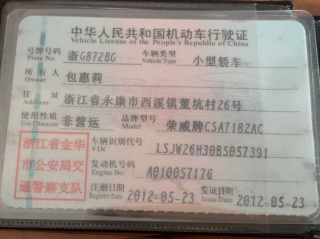 中华人民共和国机动车行驶证
Vehicle License of the People's Republic of China
号牌号码 浙G872BG 车辆类型 小型轿车
Plate No. Vehicle Type
所有人 包惠莉
Owner
住址 浙江省永康市西溪镇董坑村26号
Address
使用性质 非营运 品牌型号 荣威牌CSA7182AC
Use Character Model
浙江省金华市公安局交通警察支队
车辆识别代号 LSJW26H30BS057391
VIN
发动机号码 A010057176
Engine No.
注册日期 2012-05-23 发证日期 2012-05-23
Register Date Issue Date